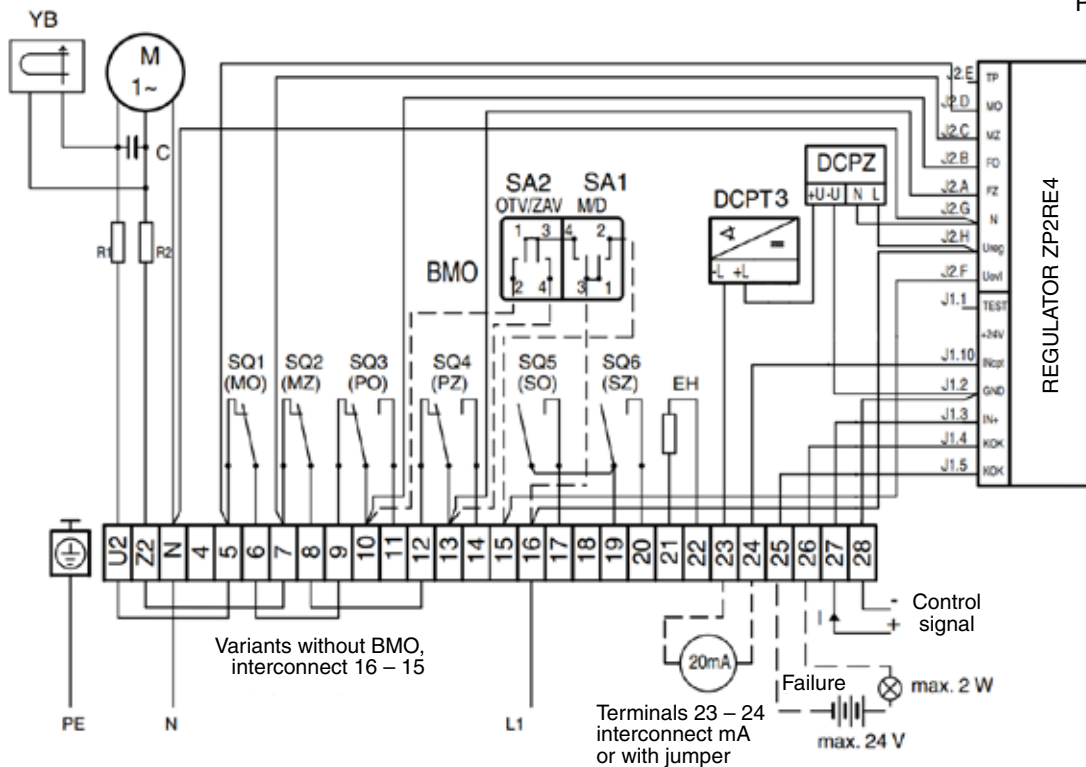 YB
M
1~
C
R1
R2
SA2
SA1
OTV/ZAV
M/D
1
3
4
2
2
4
3
1
BMO
DCPT3
-L +L
DCPZ
+U -U
N L
J2.E
TP
J2.D
MO
J2.C
MZ
J2.B
FO
J2.A
FZ
J2.G
N
J2.H
Ureg
J2.F
Uovl
J1.1
TEST
+24V
J1.10
INcpt
J1.2
GND
J1.3
IN+
J1.4
KOK
J1.5
KOK
REGULATOR ZP2RE4
SQ1
(MO)
SQ2
(MZ)
SQ3
(PO)
SQ4
(PZ)
SQ5
(SO)
SQ6
(SZ)
EH
U2
Z2
N
4
5
6
7
8
9
10
11
12
13
14
15
16
18
19
20
21
22
23
24
25
26
27
28
Variants without BMO,
interconnect 16 – 15
PE
N
L1
20mA
Terminals 23 – 24
interconnect mA
or with jumper
Failure
max. 2 W
max. 24 V
I
-
+
Control
signal